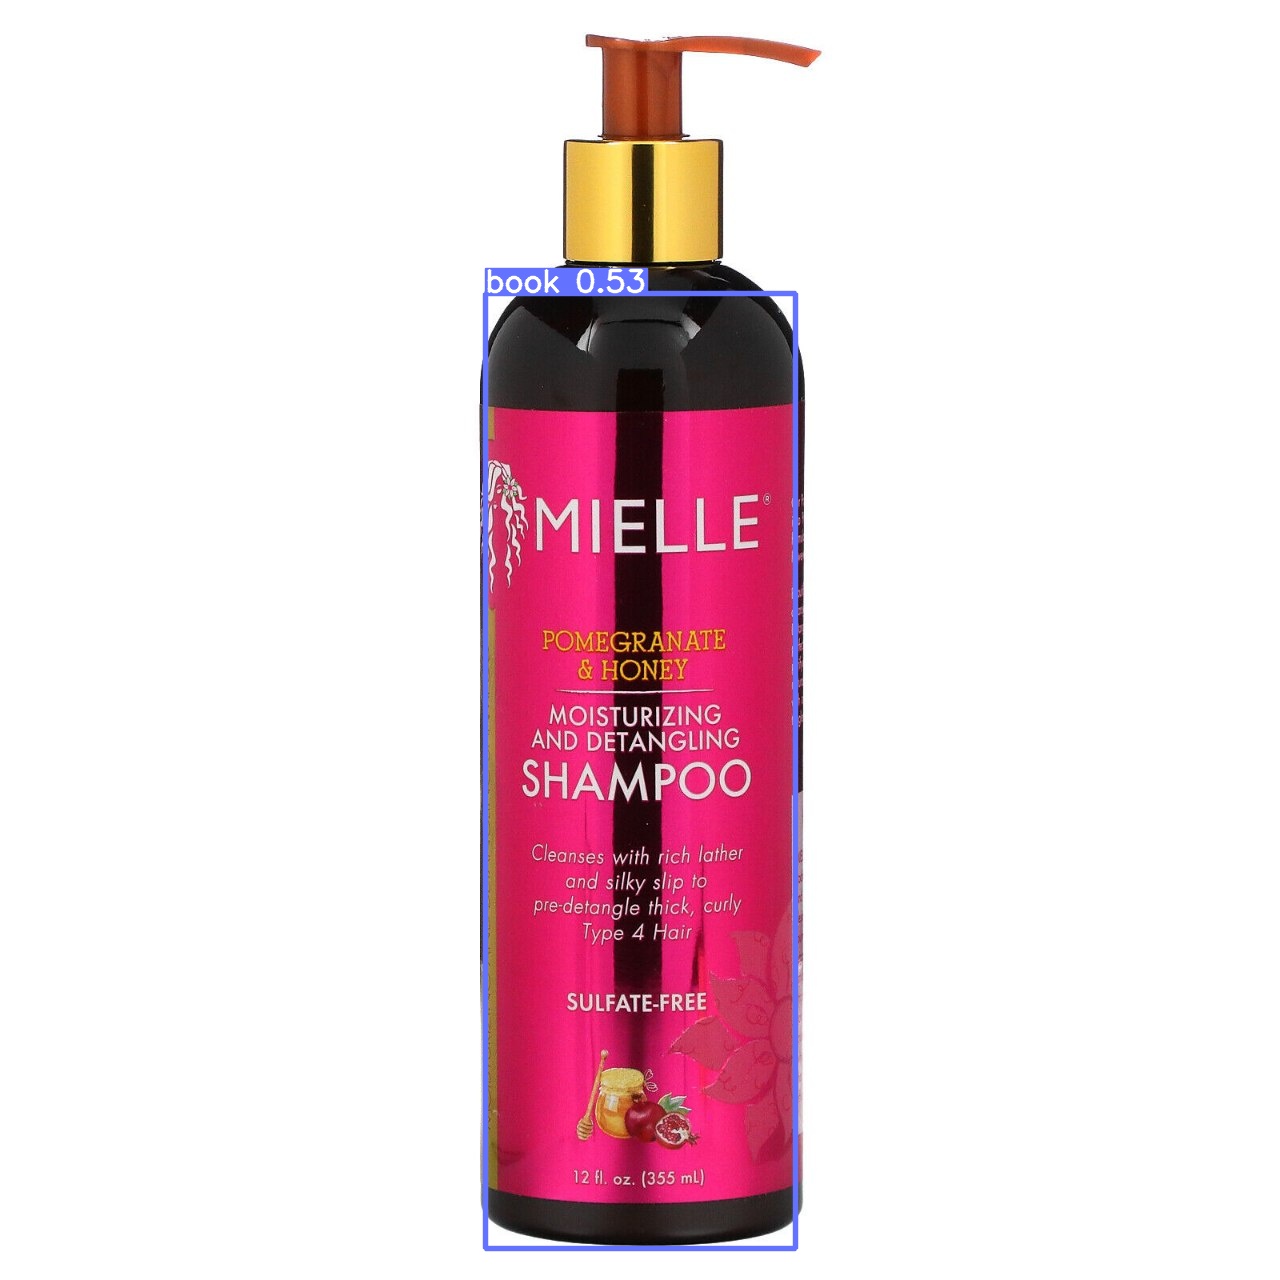 book 0.53
MIELLE®
POMEGRANATE
& HONEY
MOISTURIZING
AND DETANGLING
SHAMPOO
Cleanses with rich lather
and silky slip to
pre-detangle thick, curly
Type 4 Hair
SULFATE-FREE
12 fl. oz. (355 mL)